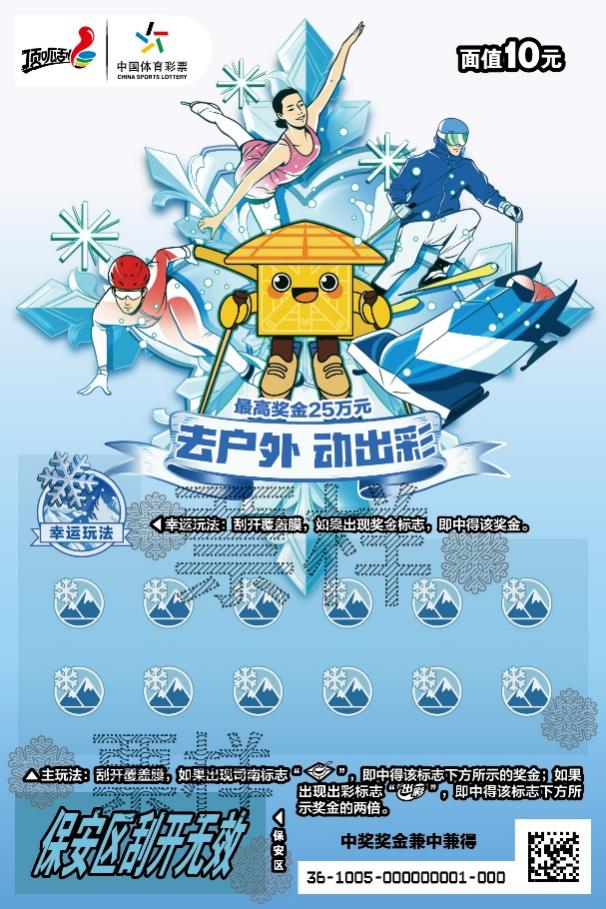 顶呱刮
中国体育彩票
CHINA SPORTS LOTTERY
面值10元
最高奖金25万元
去户外 动出彩
幸运玩法
票样
幸运玩法：刮开覆盖膜，如果出现奖金标志，即中得该奖金。
票样
主玩法：刮开覆盖膜，如果出现司南标志“ ”，即中得该标志下方所示的奖金；如果
出现出彩标志“出彩”，即中得该标志下方所
示奖金的两倍。
保安区刮开无效
保安区
中奖奖金兼中兼得
36-1005-000000001-000